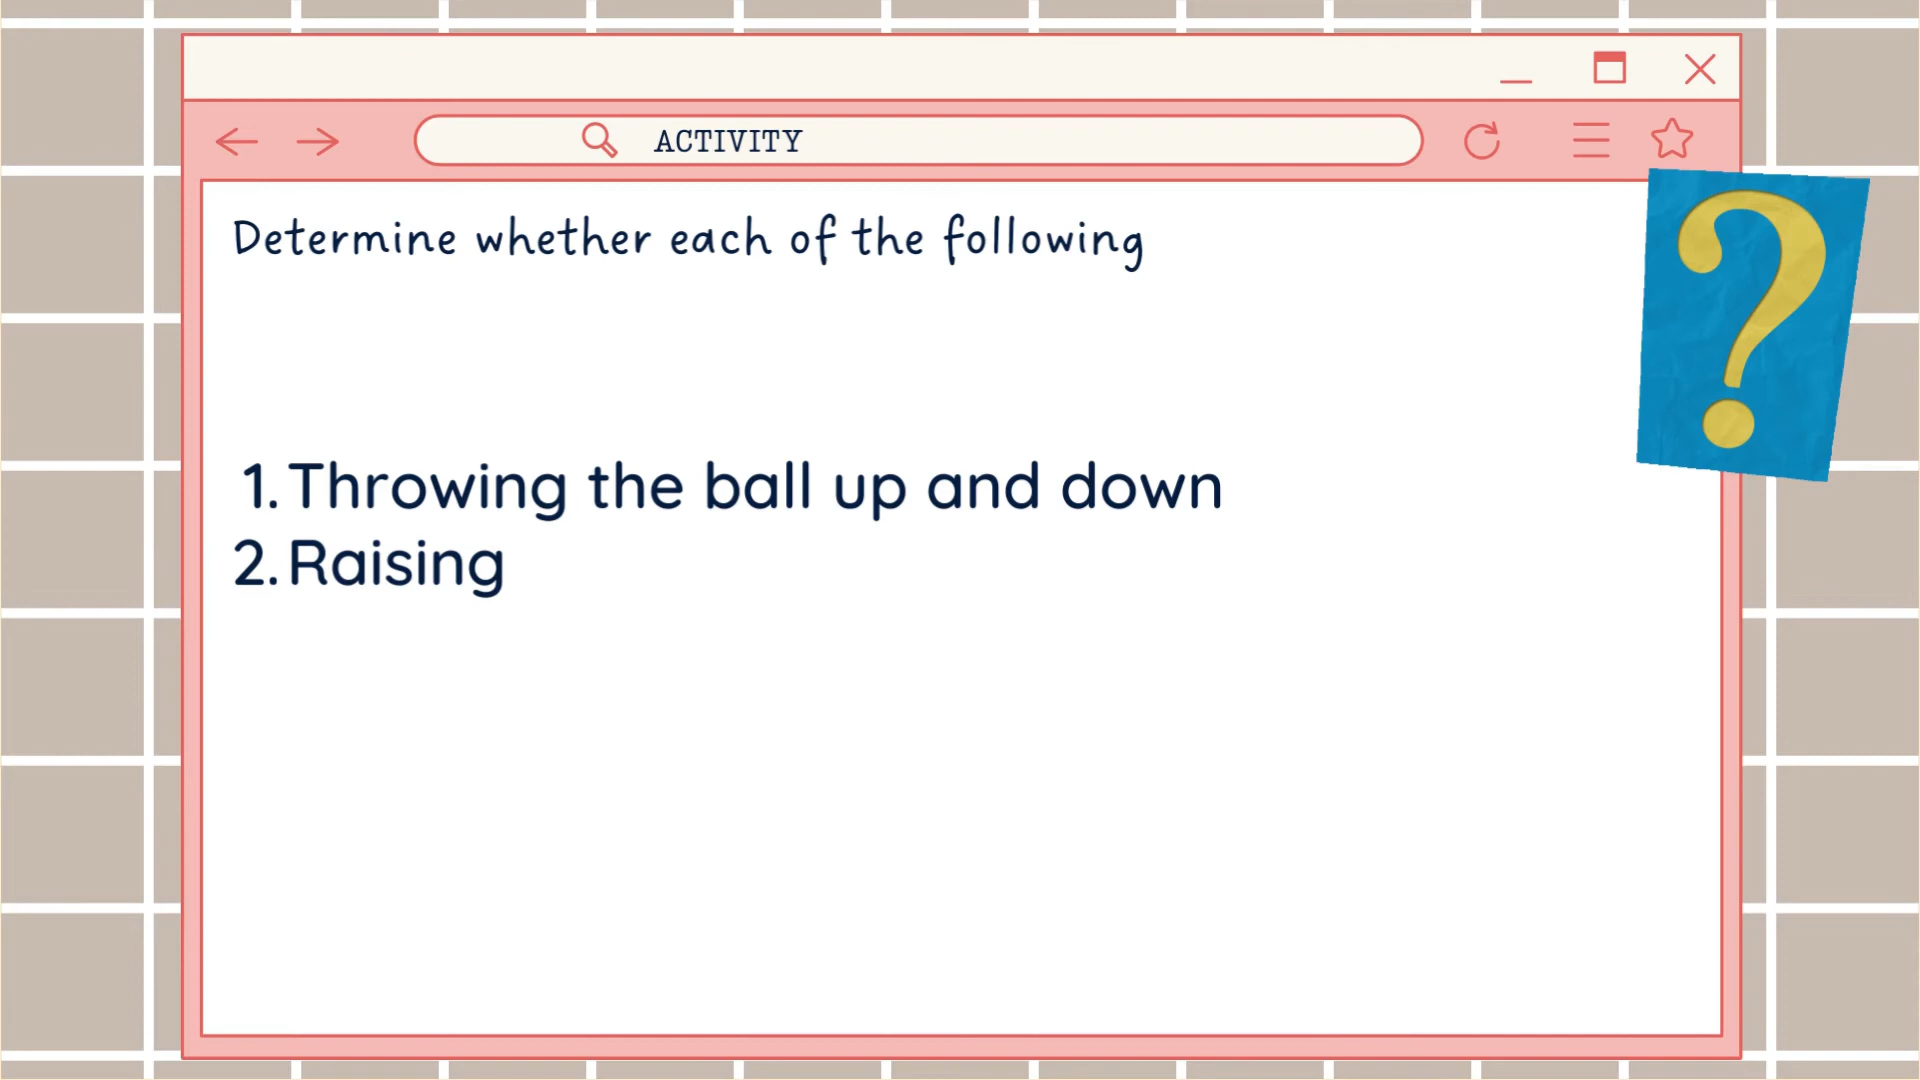 ACTIVITY
Determine whether each of the following
1. Throwing the ball up and down
2. Raising
?